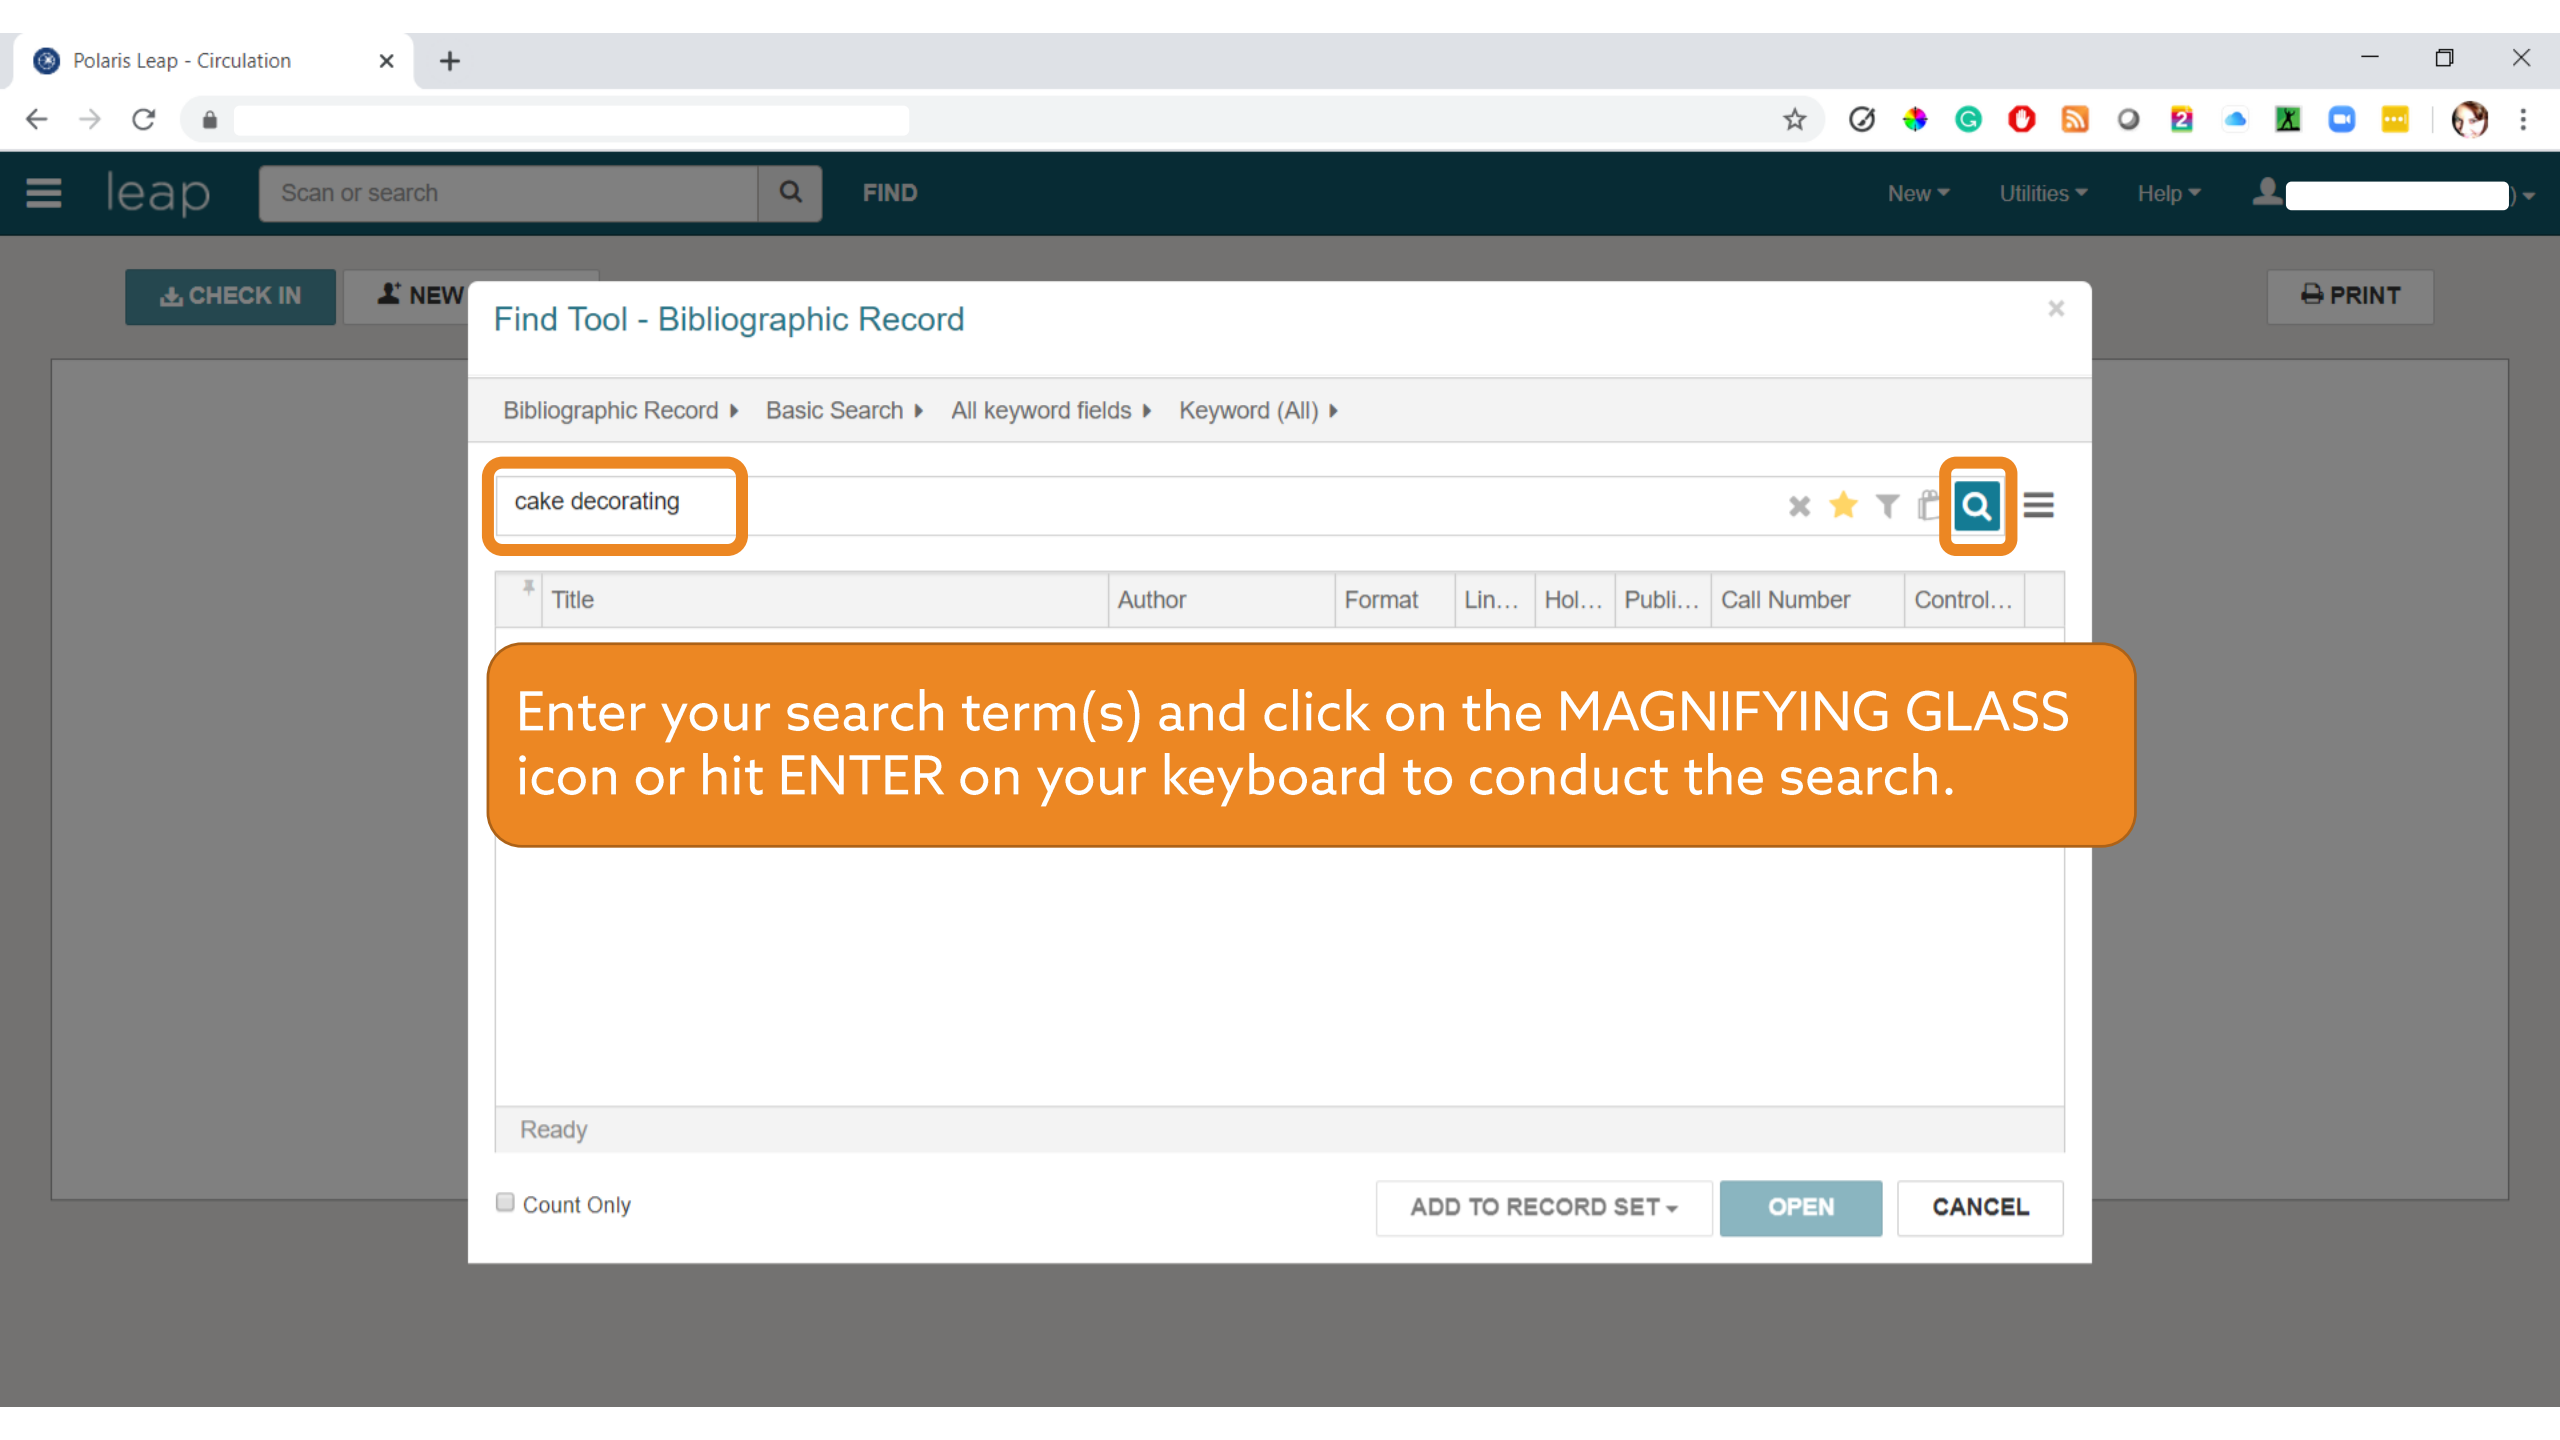 Polaris Leap - Circulation
leap Scan or search FIND New Utilities Help )
CHECK IN NEW PRINT
Find Tool - Bibliographic Record
Bibliographic Record Basic Search All keyword fields Keyword (All)
cake decorating
Title Author Format Lin... Hol... Publi... Call Number Control...
Enter your search term(s) and click on the MAGNIFYING GLASS
icon or hit ENTER on your keyboard to conduct the search.
Ready
Count Only ADD TO RECORD SET OPEN CANCEL